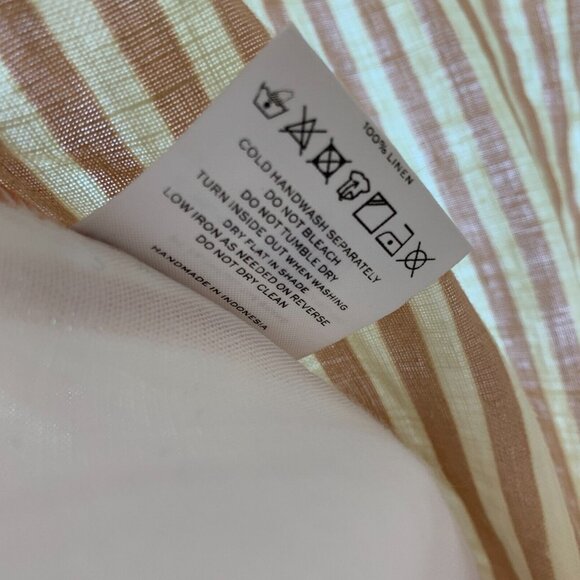 100% LINEN
COLD HANDWASH SEPARATELY
DO NOT BLEACH
DO NOT TUMBLE DRY
TURN INSIDE OUT WHEN WASHING
DRY FLAT IN SHADE
LOW IRON AS NEEDED ON REVERSE
DO NOT DRY CLEAN
HANDMADE IN INDONESIA